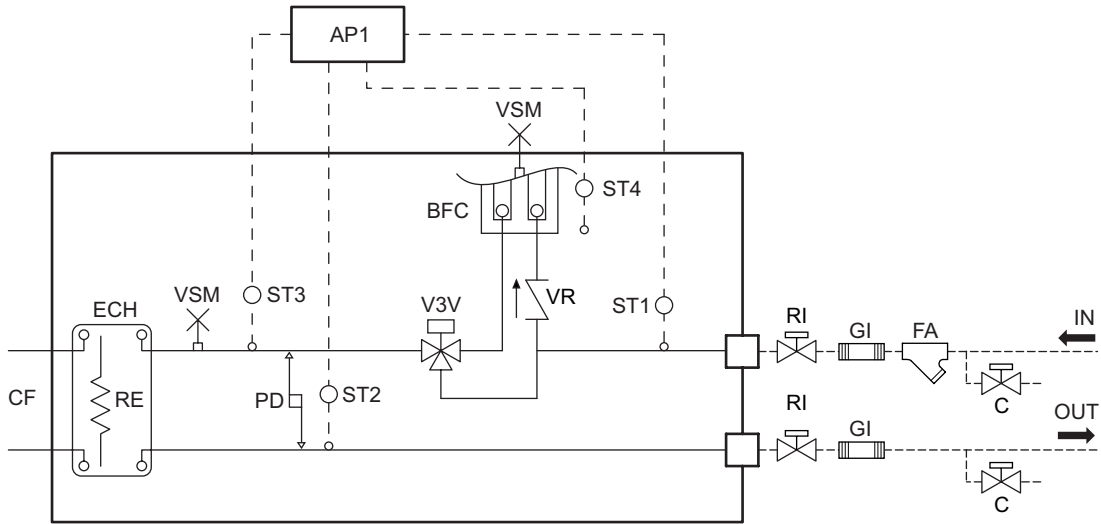 AP1
VSM
ST4
BFC
ECH
VSM
ST3
V3V
VR
ST1
RI
GI
FA
IN
CF
RE
PD
ST2
C
RI
GI
OUT
C